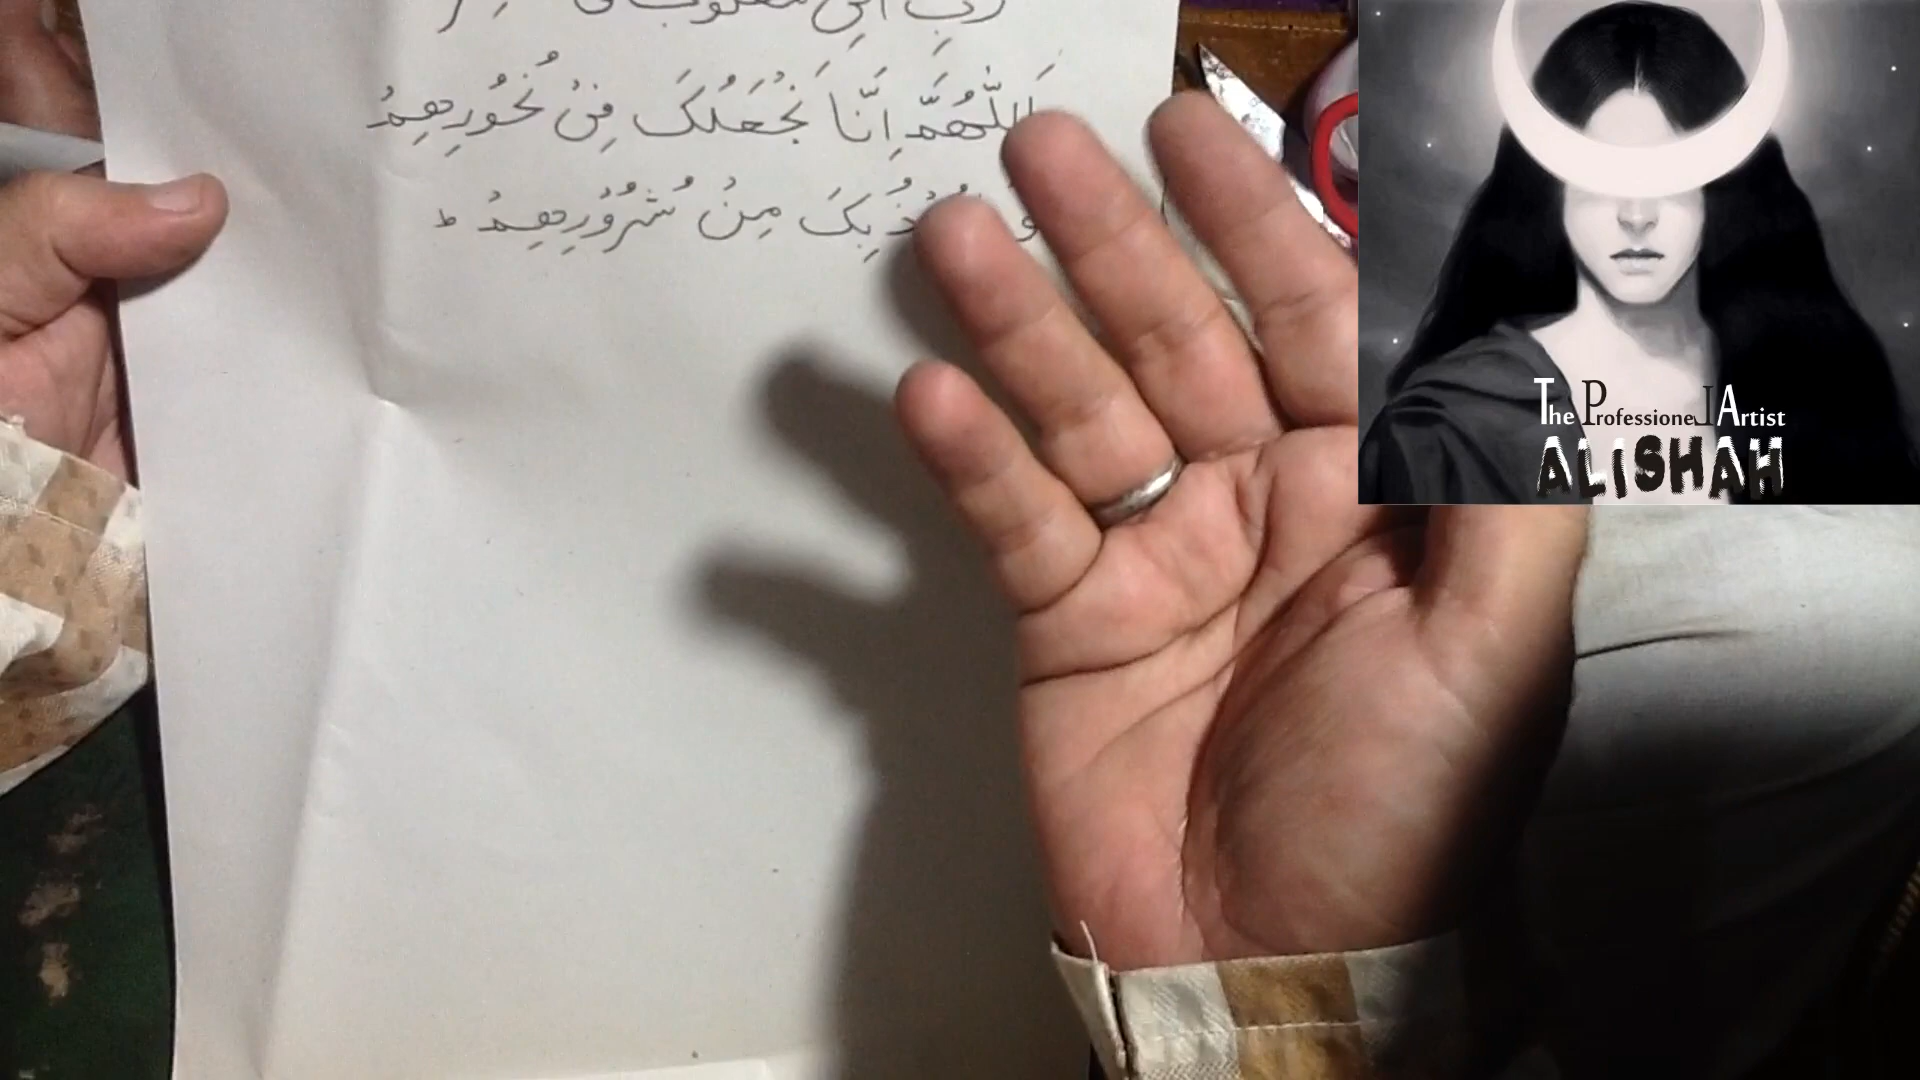 رَبِّ اَنِّی
اَللّٰهُمَّ اِنَّا نَجْعَلُکَ فِیْ نُحُوْرِهِمْ
وَ بِکَ مِنْ شُرُوْرِهِمْ ط
The ProfessioneL Artist
ALISHAH